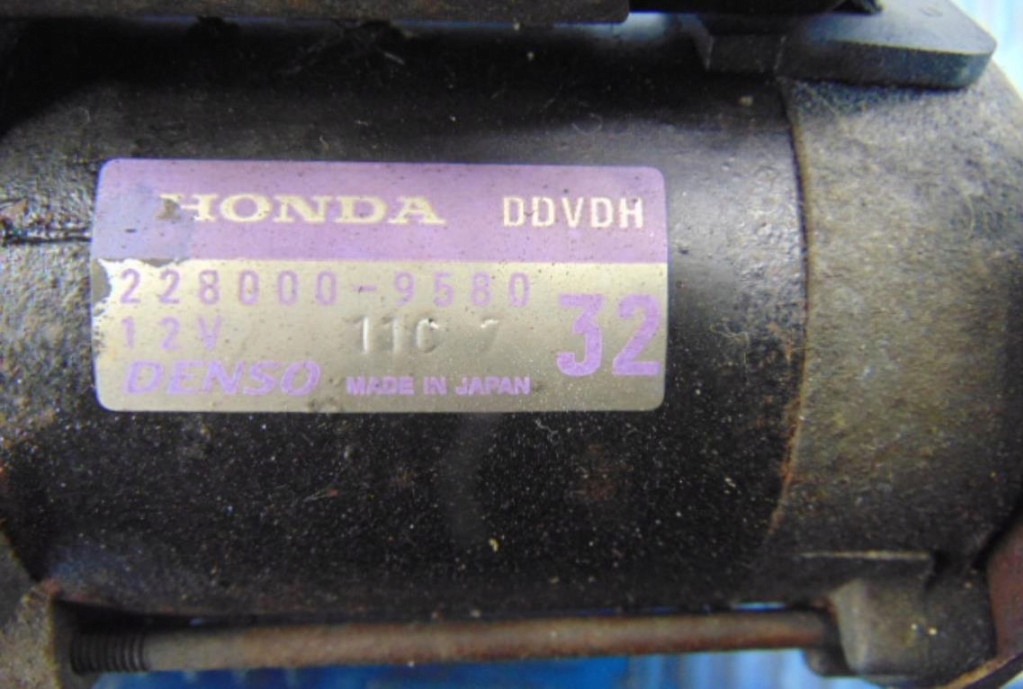 HONDA DDVDH
228000-9580
12V 11C 7 32
DENSO MADE IN JAPAN